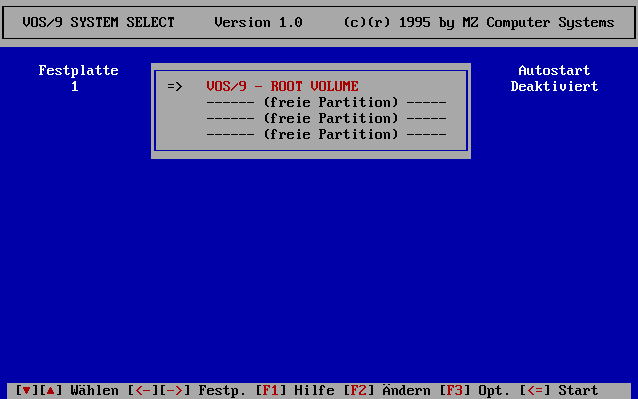 VOS/9 SYSTEM SELECT Version 1.0 (c)(r) 1995 by MZ Computer Systems
Festplatte
1
=> VOS/9 - ROOT VOLUME
------ (freie Partition) -----
------ (freie Partition) -----
------ (freie Partition) -----
Autostart
Deaktiviert
[▼][▲] Wählen [<-][->] Festp. [F1] Hilfe [F2] Ändern [F3] Opt. [<=] Start